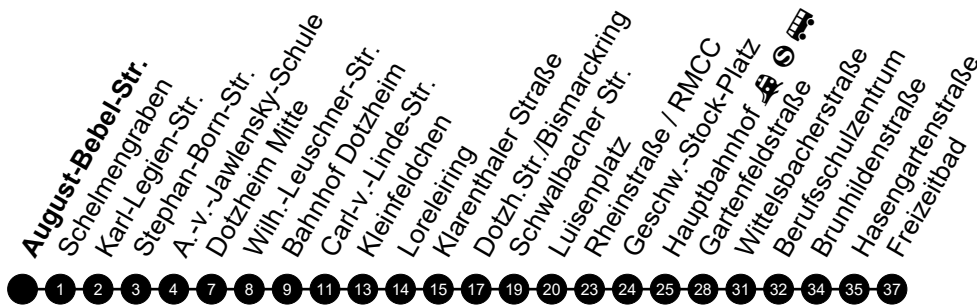 August-Bebel-Str.
Schelmengraben
Karl-Legien-Str.
Stephan-Born-Str.
A.-v.-Jawlensky-Schule
Dotzheim Mitte
Wilh.-Leuschner-Str.
Bahnhof Dotzheim
Carl-v.-Linde-Str.
Kleinfeldchen
Loreleiring
Klarenthaler Straße
Dotzh.Str./Bismarckring
Schwalbacher Str.
Luisenplatz
Rheinstraße / RMCC
Geschw.-Stock-Platz
Hauptbahnhof S
Gartenfeldstraße
Wittelsbacherstraße
Berufsschulzentrum
Brunhildenstraße
Hasengartenstraße
Freizeitbad
1 2 3 4 7 8 9 11 13 14 15 17 19 20 23 24 25 28 31 32 34 35 37